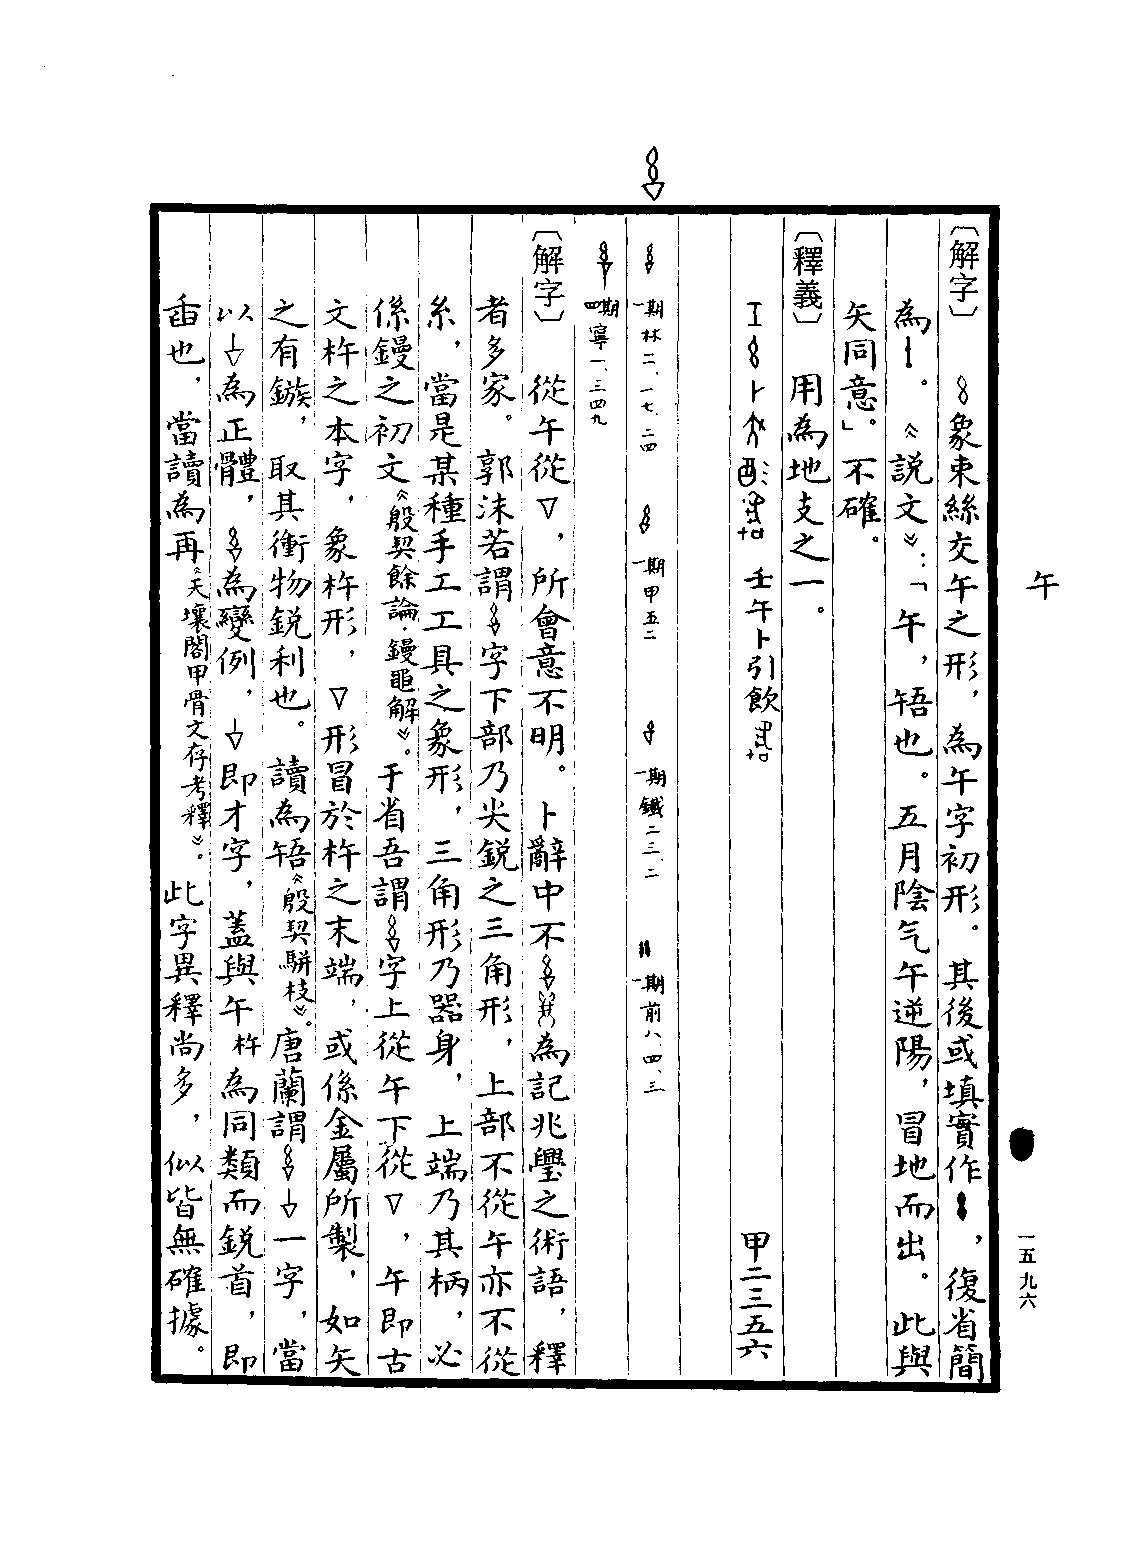 午
一五九六
〔解字〕 象束絲交午之形，為午字初形。其後或填實作，復省簡
為。《說文》：「午，啎也。五月陰气午逆陽，冒地而出。此與
矢同意。」不確。
〔釋義〕 用為地支之一。
壬午卜引飲 甲二三五六
一期林二、一七、二四 一期甲五二 一期鐵二三、二 一期前八、四、三
四期寧一、三四九
〔解字〕 從午從▽，所會意不明。卜辭中不為記兆璺之術語，釋
者多家。郭沫若謂字下部乃尖銳之三角形，上部不從午亦不從
糸，當是某種手工工具之象形，三角形乃器身，上端乃其柄，必
係鏝之初文《殷契餘論·鏝黽解》。于省吾謂字上從午下從▽，午即古
文杵之本字，象杵形，▽形冒於杵之末端，或係金屬所製，如矢
之有鏃，取其衝物銳利也。讀為啎《殷契駢枝》。唐蘭謂一字，當
以為正體，為變例，即才字，蓋與午杵為同類而銳首，即
臿也，當讀為再《天壤閣甲骨文存考釋》。此字異釋尚多，似皆無確據。